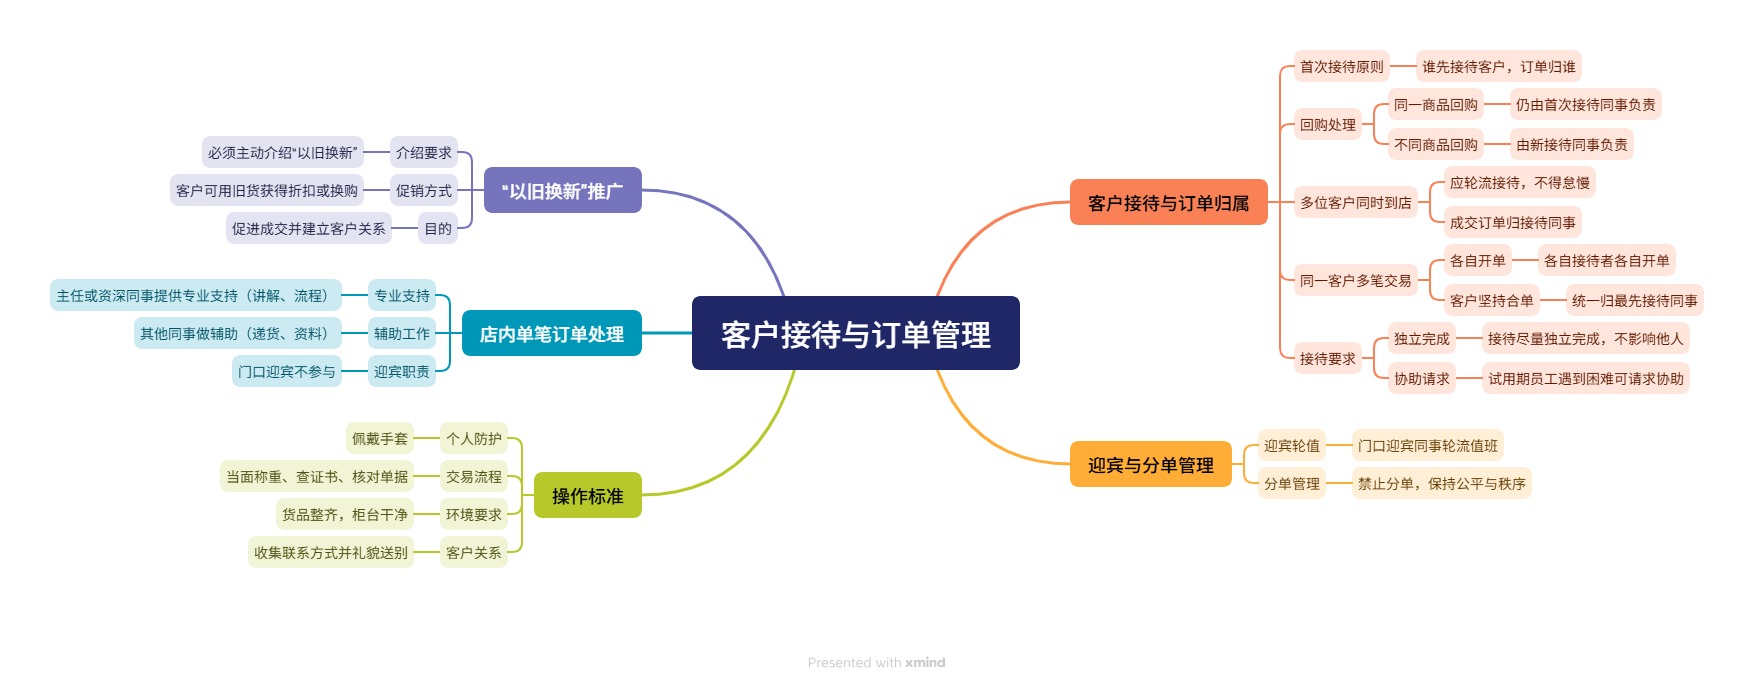 客户接待与订单管理
客户接待与订单归属
首次接待原则
谁先接待客户，订单归谁
回购处理
同一商品回购
仍由首次接待同事负责
不同商品回购
由新接待同事负责
多位客户同时到店
应轮流接待，不得怠慢
成交订单归接待同事
同一客户多笔交易
各自开单
各自接待者各自开单
客户坚持合单
统一归最先接待同事
接待要求
独立完成
接待尽量独立完成，不影响他人
协助请求
试用期员工遇到困难可请求协助
迎宾与分单管理
迎宾轮值
门口迎宾同事轮流值班
分单管理
禁止分单，保持公平与秩序
“以旧换新”推广
介绍要求
必须主动介绍“以旧换新”
促销方式
客户可用旧货获得折扣或换购
目的
促进成交并建立客户关系
店内单笔订单处理
专业支持
主任或资深同事提供专业支持（讲解、流程）
辅助工作
其他同事做辅助（递货、资料）
迎宾职责
门口迎宾不参与
操作标准
个人防护
佩戴手套
交易流程
当面称重、查证书、核对单据
环境要求
货品整齐，柜台干净
客户关系
收集联系方式并礼貌送别
Presented with xmind